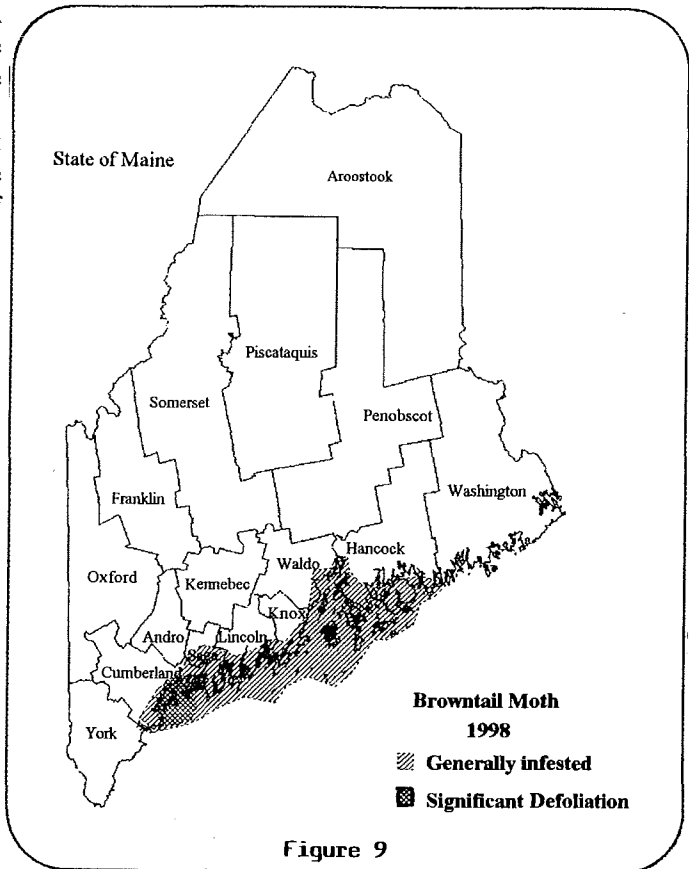 State of Maine
Aroostook
Piscataquis
Somerset
Penobscot
Franklin
Washington
Hancock
Waldo
Oxford
Kennebec
Knox
Andro
Lincoln
Saga
Cumberland
York
Browntail Moth
1998
Generally infested
Significant Defoliation
Figure 9